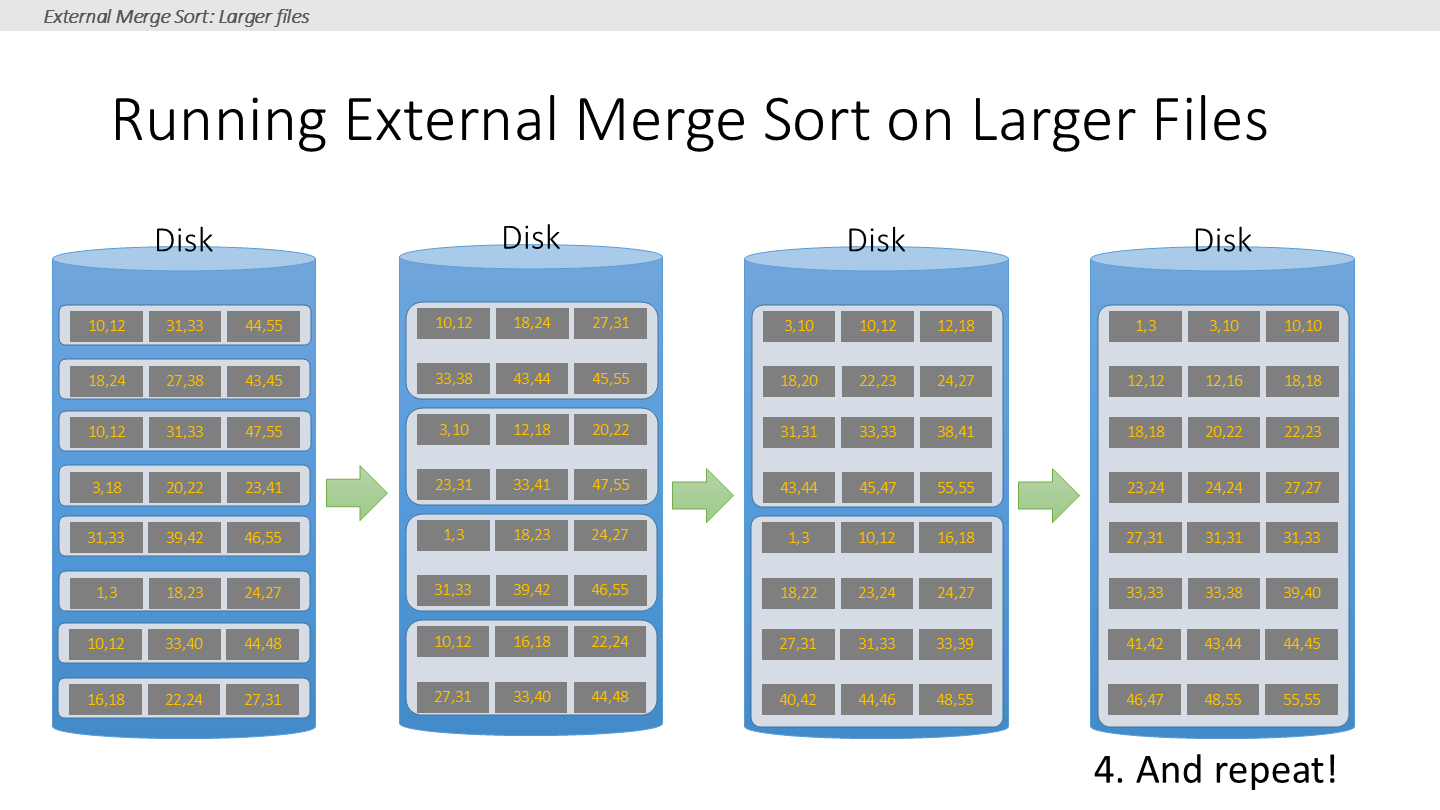 External Merge Sort: Larger files
Running External Merge Sort on Larger Files
Disk
10,12 31,33 44,55
18,24 27,38 43,45
10,12 31,33 47,55
3,18 20,22 23,41
31,33 39,42 46,55
1,3 18,23 24,27
10,12 33,40 44,48
16,18 22,24 27,31
Disk
10,12 18,24 27,31
33,38 43,44 45,55
3,10 12,18 20,22
23,31 33,41 47,55
1,3 18,23 24,27
31,33 39,42 46,55
10,12 16,18 22,24
27,31 33,40 44,48
Disk
3,10 10,12 12,18
18,20 22,23 24,27
31,31 33,33 38,41
43,44 45,47 55,55
1,3 10,12 16,18
18,22 23,24 24,27
27,31 31,33 33,39
40,42 44,46 48,55
Disk
1,3 3,10 10,10
12,12 12,16 18,18
18,18 20,22 22,23
23,24 24,24 27,27
27,31 31,31 31,33
33,33 33,38 39,40
41,42 43,44 44,45
46,47 48,55 55,55
4. And repeat!